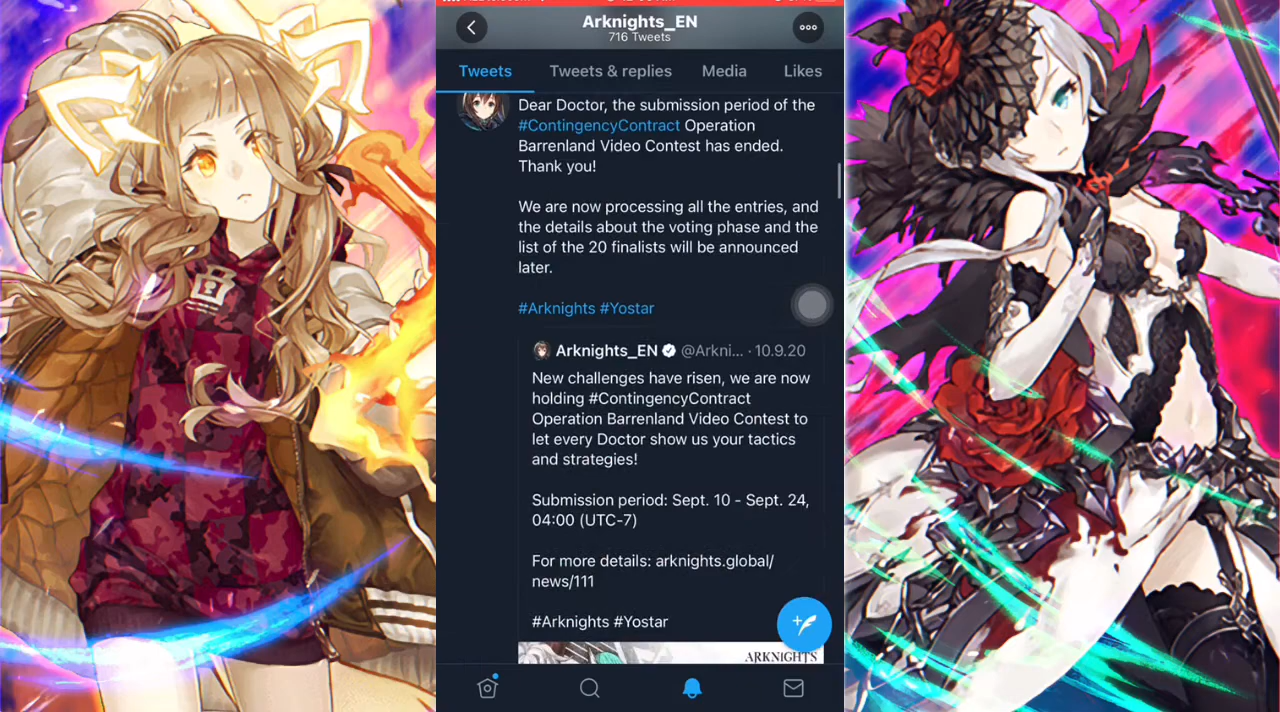 Arknights_EN
716 Tweets
Tweets
Tweets & replies
Media
Likes
Dear Doctor, the submission period of the
#ContingencyContract Operation
Barrenland Video Contest has ended.
Thank you!
We are now processing all the entries, and
the details about the voting phase and the
list of the 20 finalists will be announced
later.
#Arknights #Yostar
Arknights_EN @Arkni... · 10.9.20
New challenges have risen, we are now
holding #ContingencyContract
Operation Barrenland Video Contest to
let every Doctor show us your tactics
and strategies!
Submission period: Sept. 10 - Sept. 24,
04:00 (UTC-7)
For more details: arknights.global/
news/111
#Arknights #Yostar
ARKNIGHTS